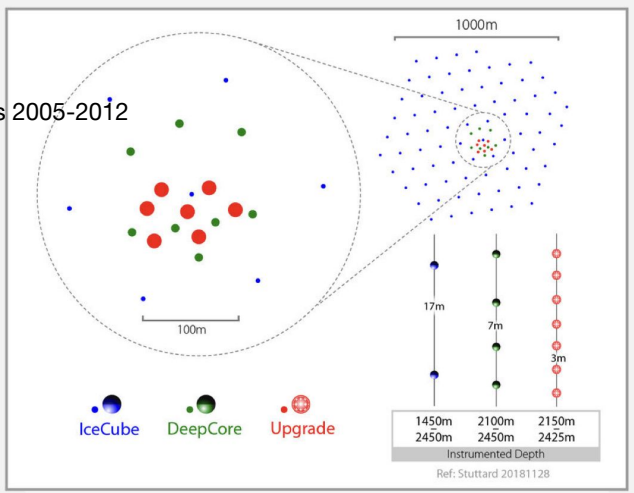 1000m
s 2005-2012
100m
17m
7m
3m
IceCube
DeepCore
Upgrade
1450m 2100m 2150m
2450m 2450m 2425m
Instrumented Depth
Ref: Stuttard 20181128